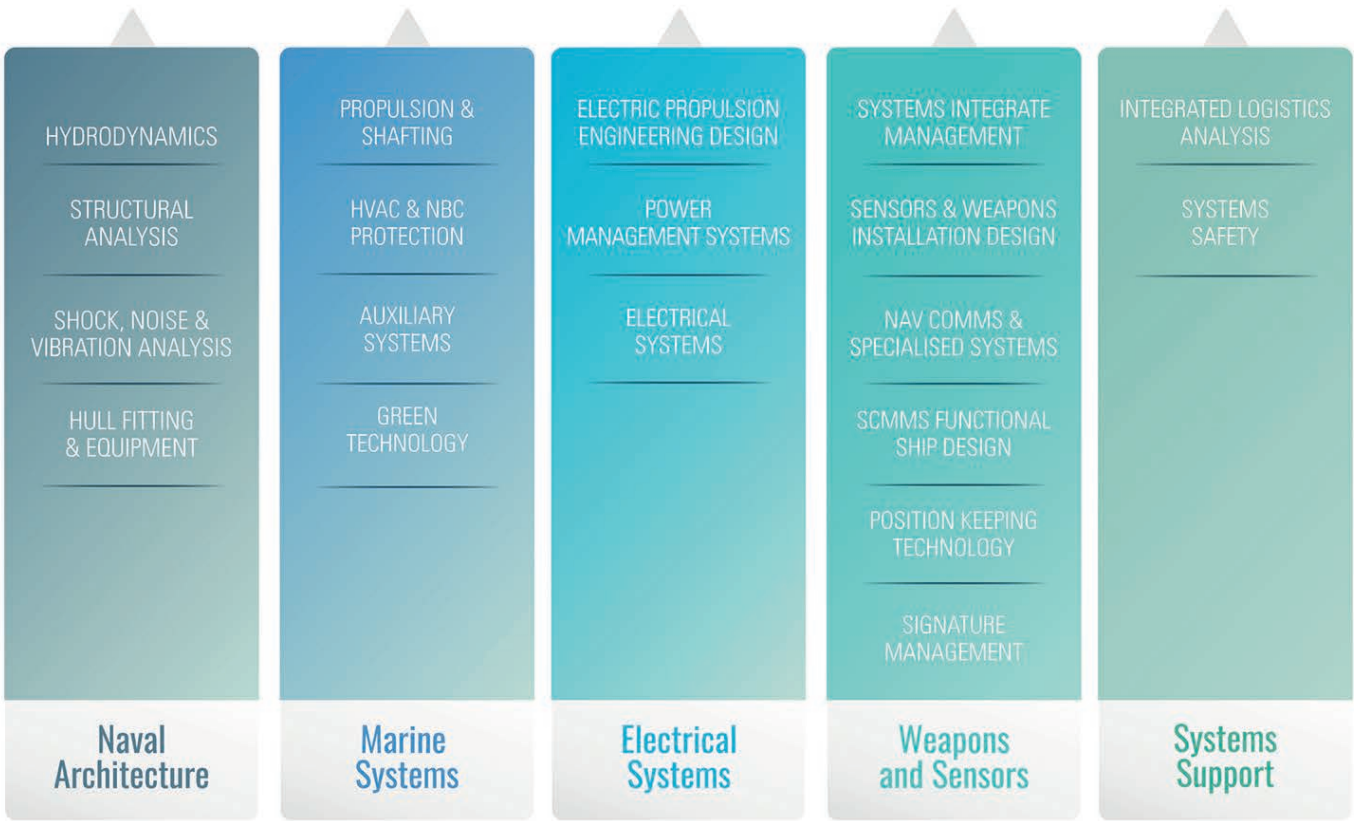 HYDRODYNAMICS
STRUCTURAL
ANALYSIS
SHOCK, NOISE &
VIBRATION ANALYSIS
HULL FITTING
& EQUIPMENT
Naval
Architecture
PROPULSION &
SHAFTING
HVAC & NBC
PROTECTION
AUXILIARY
SYSTEMS
GREEN
TECHNOLOGY
Marine
Systems
ELECTRIC PROPULSION
ENGINEERING DESIGN
POWER
MANAGEMENT SYSTEMS
ELECTRICAL
SYSTEMS
Electrical
Systems
SYSTEMS INTEGRATE
MANAGEMENT
SENSORS & WEAPONS
INSTALLATION DESIGN
NAV COMMS &
SPECIALISED SYSTEMS
SCMMS FUNCTIONAL
SHIP DESIGN
POSITION KEEPING
TECHNOLOGY
SIGNATURE
MANAGEMENT
Weapons
and Sensors
INTEGRATED LOGISTICS
ANALYSIS
SYSTEMS
SAFETY
Systems
Support